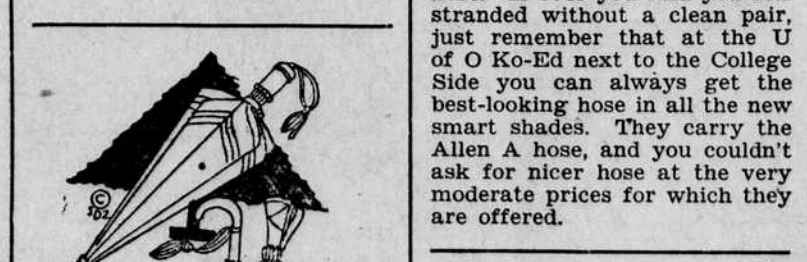 stranded without a clean pair,
just remember that at the U
of O Ko-Ed next to the College
Side you can always get the
best-looking hose in all the new
smart shades. They carry the
Allen A hose, and you couldn't
ask for nicer hose at the very
moderate prices for which they
are offered.
©